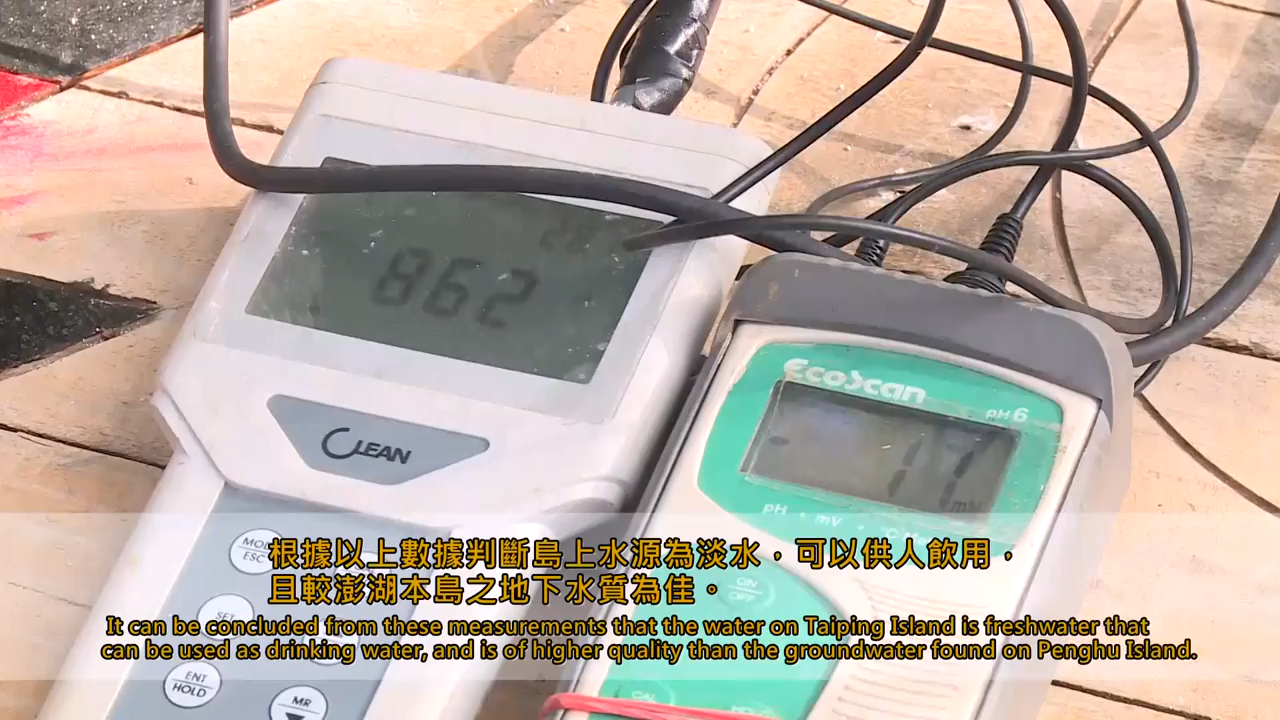 862
CLEAN
EcoScan
pH 6
- 17 mV
pH · mV · °C
MODE
ESC
SET
ENT
HOLD
MR
ON
OFF
CAL
根據以上數據判斷島上水源為淡水，可以供人飲用，
且較澎湖本島之地下水質為佳。
It can be concluded from these measurements that the water on Taiping Island is freshwater that
can be used as drinking water, and is of higher quality than the groundwater found on Penghu Island.